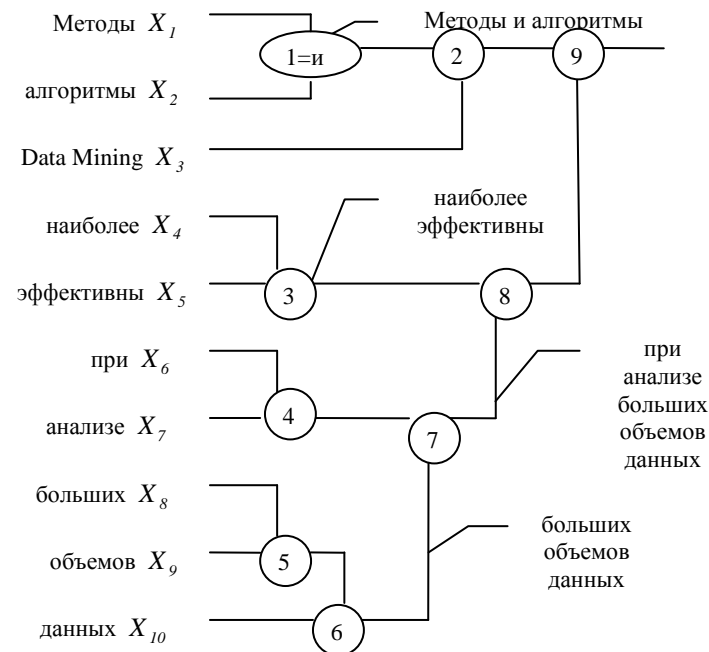 Методы X₁
Методы и алгоритмы
1=и
2
9
алгоритмы X₂
Data Mining X₃
наиболее X₄
наиболее
эффективны
эффективны X₅
3
8
при X₆
при
анализе
больших
объемов
данных
анализе X₇
4
7
больших X₈
больших
объемов
данных
объемов X₉
5
данных X₁₀
6